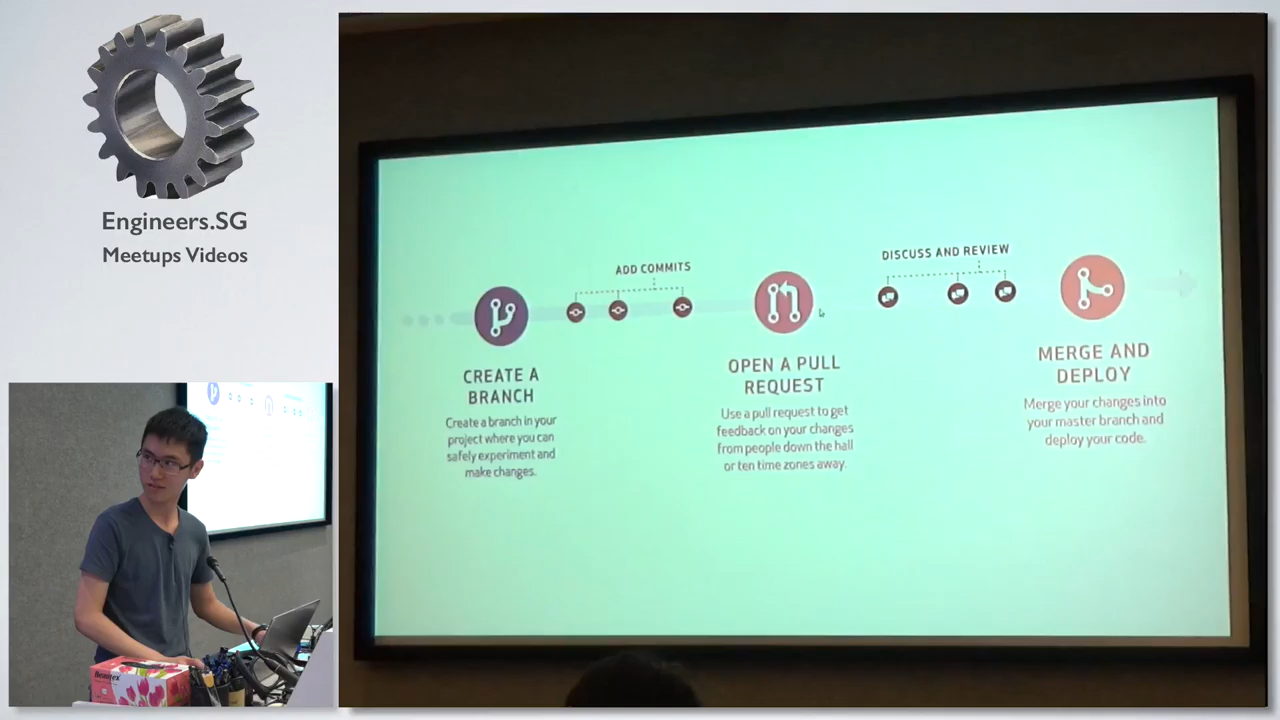 Engineers.SG
Meetups Videos
ADD COMMITS
DISCUSS AND REVIEW
CREATE A
BRANCH
Create a branch in your
project where you can
safely experiment and
make changes.
OPEN A PULL
REQUEST
Use a pull request to get
feedback on your changes
from people down the hall
or ten time zones away.
MERGE AND
DEPLOY
Merge your changes into
your master branch and
deploy your code.
Beautex